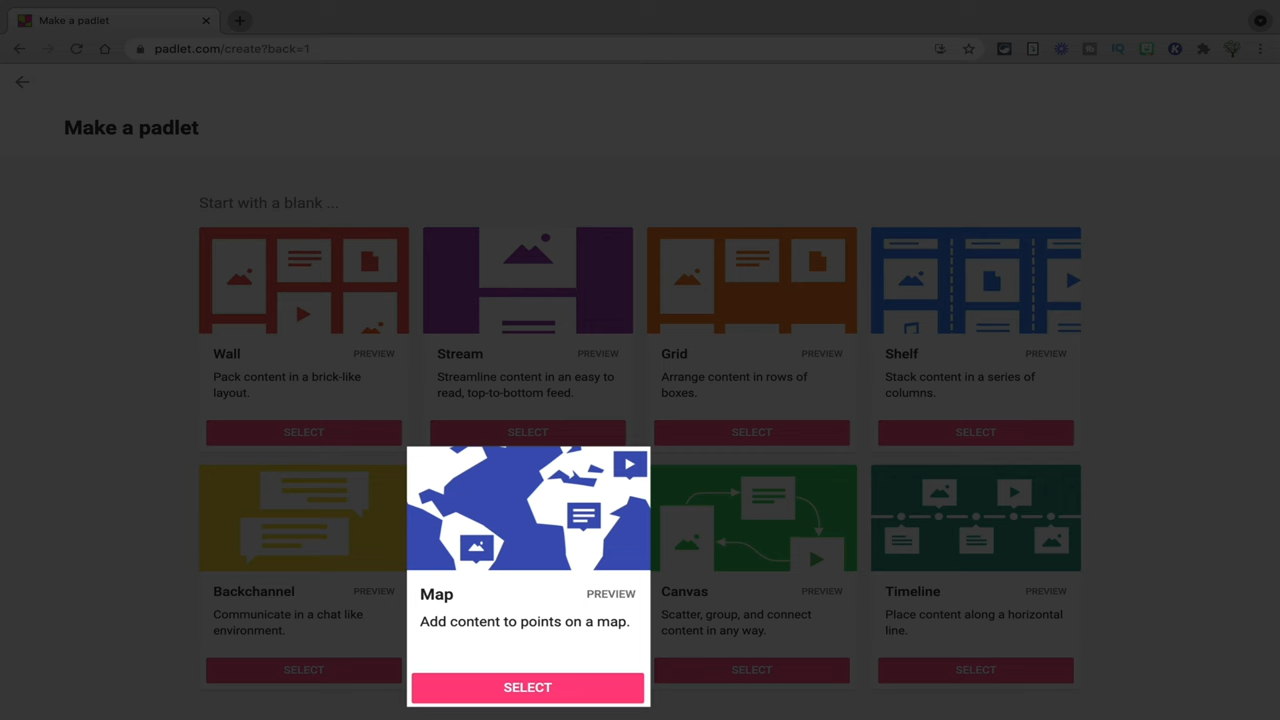 Make a padlet
padlet.com/create?back=1
Make a padlet
Start with a blank ...
Wall PREVIEW
Pack content in a brick-like
layout.
SELECT
Stream PREVIEW
Streamline content in an easy to
read, top-to-bottom feed.
SELECT
Grid PREVIEW
Arrange content in rows of
boxes.
SELECT
Shelf PREVIEW
Stack content in a series of
columns.
SELECT
Backchannel PREVIEW
Communicate in a chat like
environment.
SELECT
Map PREVIEW
Add content to points on a map.
SELECT
Canvas PREVIEW
Scatter, group, and connect
content in any way.
SELECT
Timeline PREVIEW
Place content along a horizontal
line.
SELECT